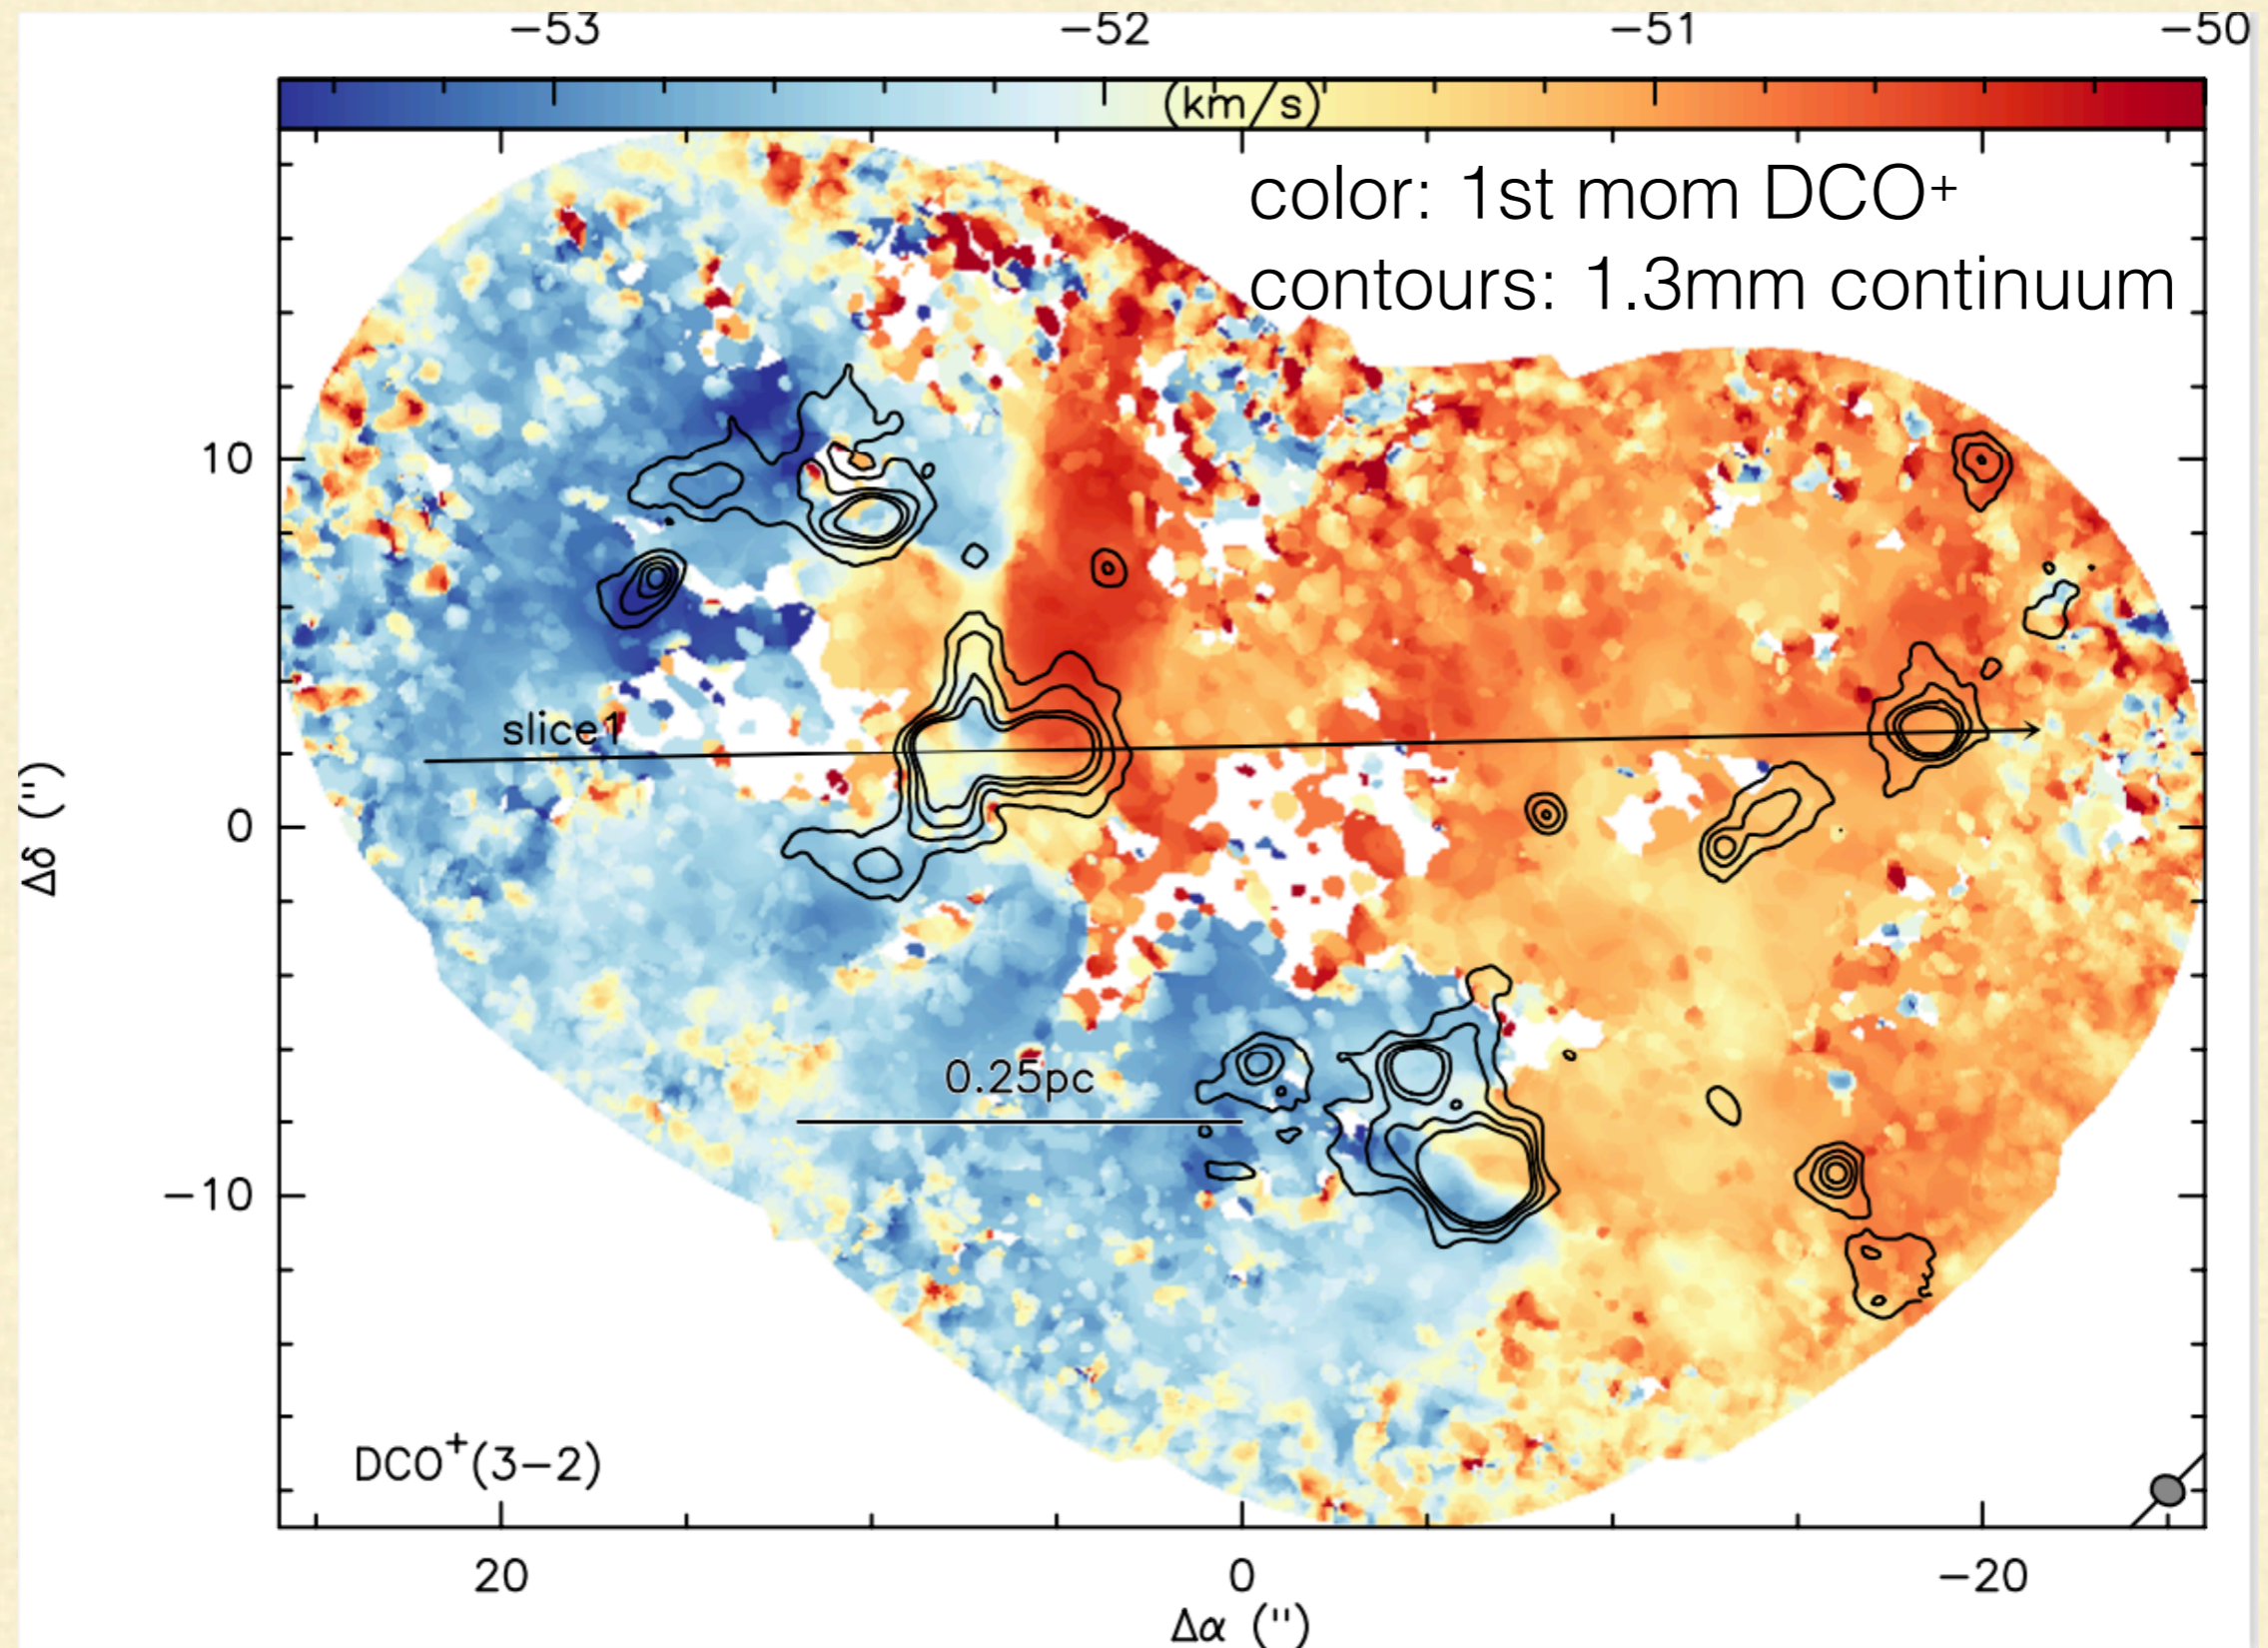 −53 −52 −51 −50
(km/s)
color: 1st mom DCO⁺
contours: 1.3mm continuum
10
slice1
0
Δδ (")
0.25pc
−10
DCO⁺(3−2)
20 0 −20
Δα (")